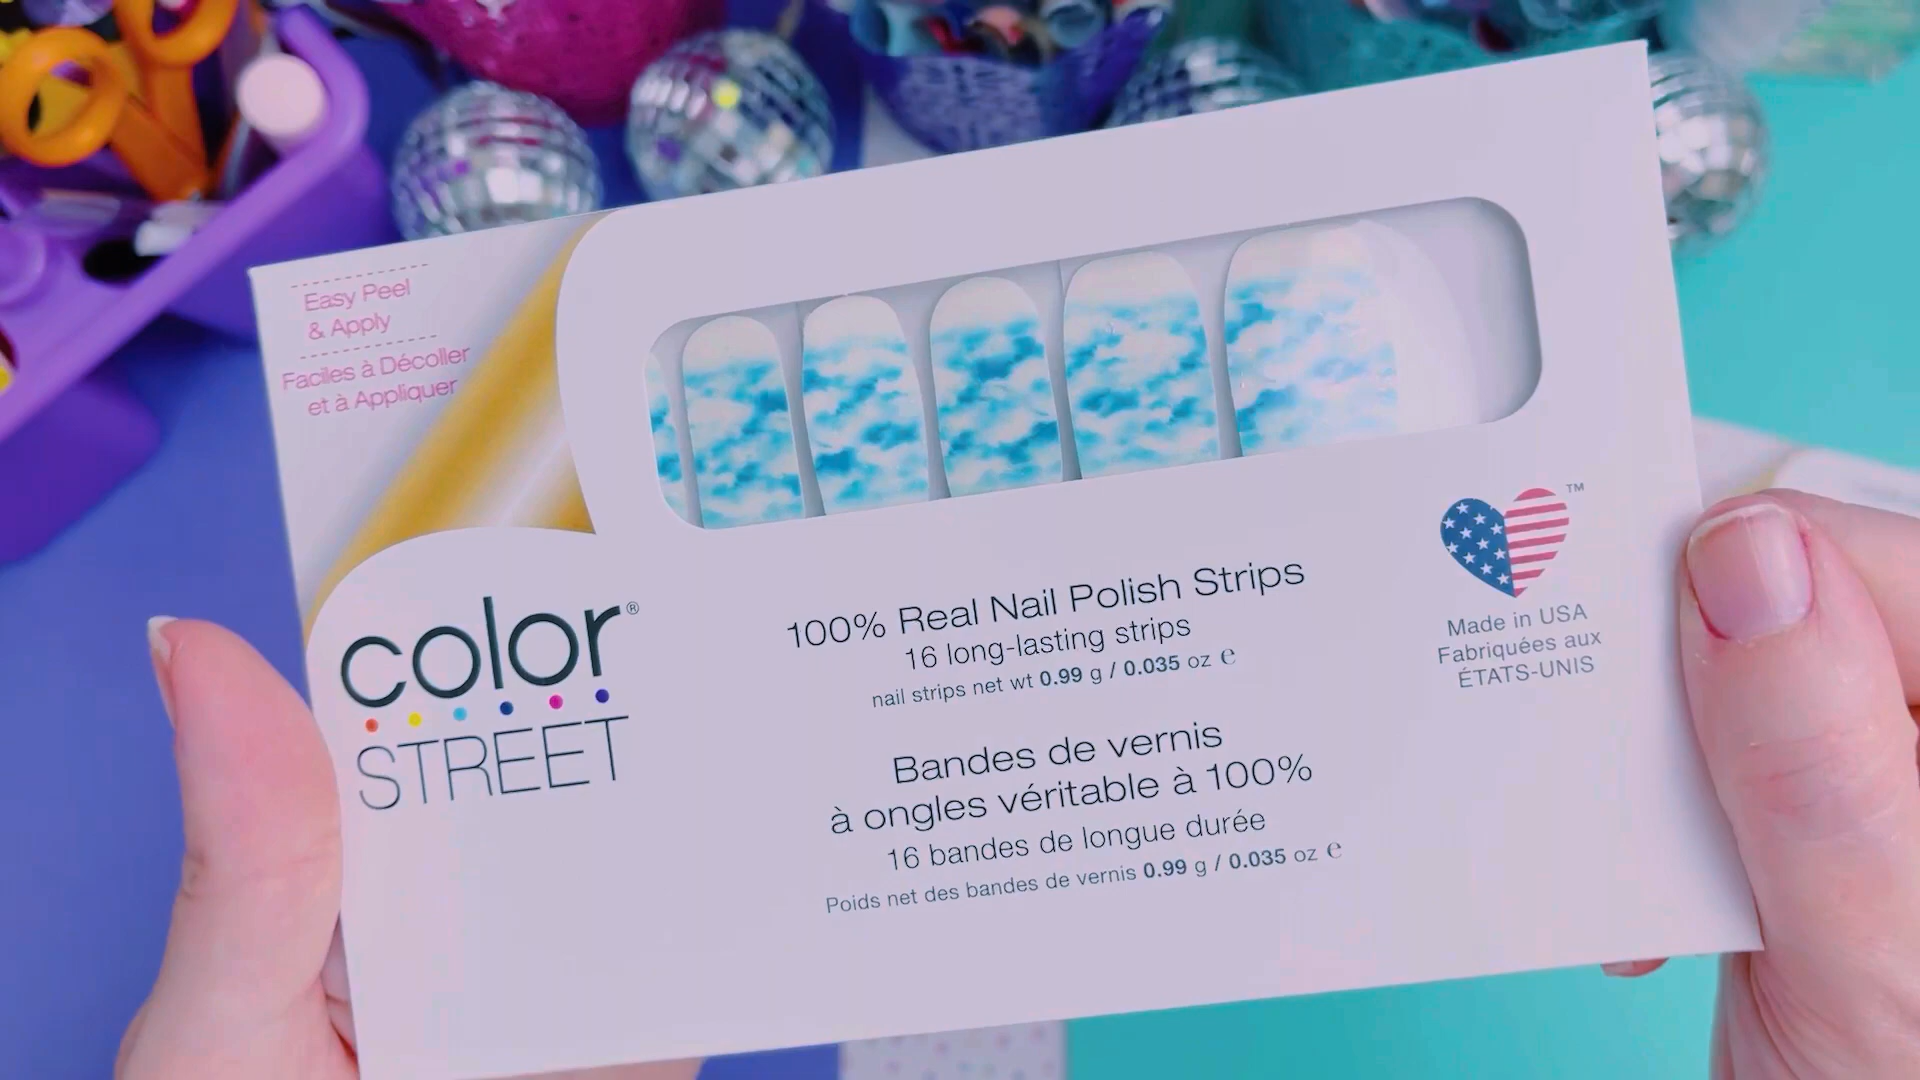 Easy Peel
& Apply
Faciles à Décoller
et à Appliquer
color®
STREET
100% Real Nail Polish Strips
16 long-lasting strips
nail strips net wt 0.99 g / 0.035 oz ℮
Bandes de vernis
à ongles véritable à 100%
16 bandes de longue durée
Poids net des bandes de vernis 0.99 g / 0.035 oz ℮
™
Made in USA
Fabriquées aux
ÉTATS-UNIS